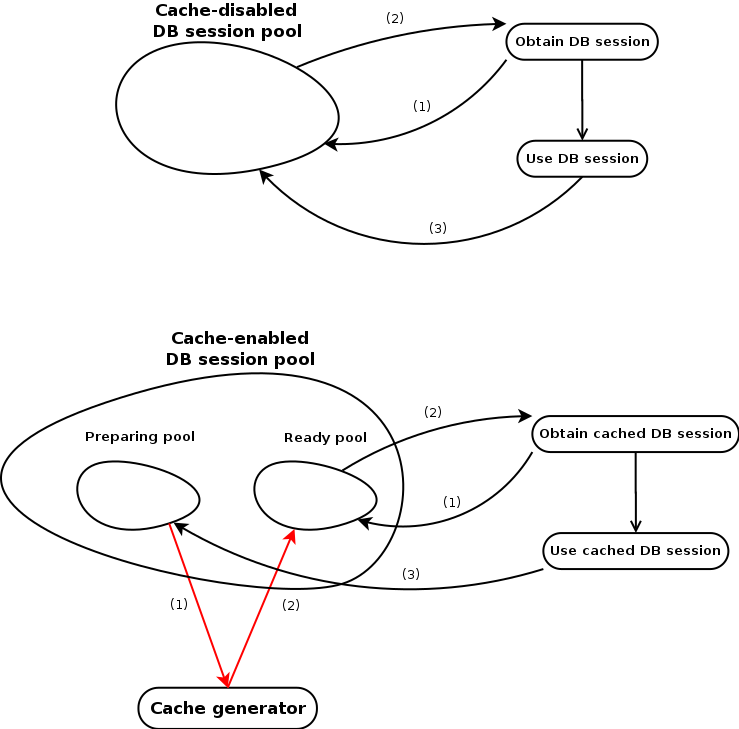 Cache-disabled
DB session pool
(2)
Obtain DB session
(1)
Use DB session
(3)
Cache-enabled
DB session pool
(2)
Preparing pool
Ready pool
Obtain cached DB session
(1)
Use cached DB session
(3)
(1)
(2)
Cache generator